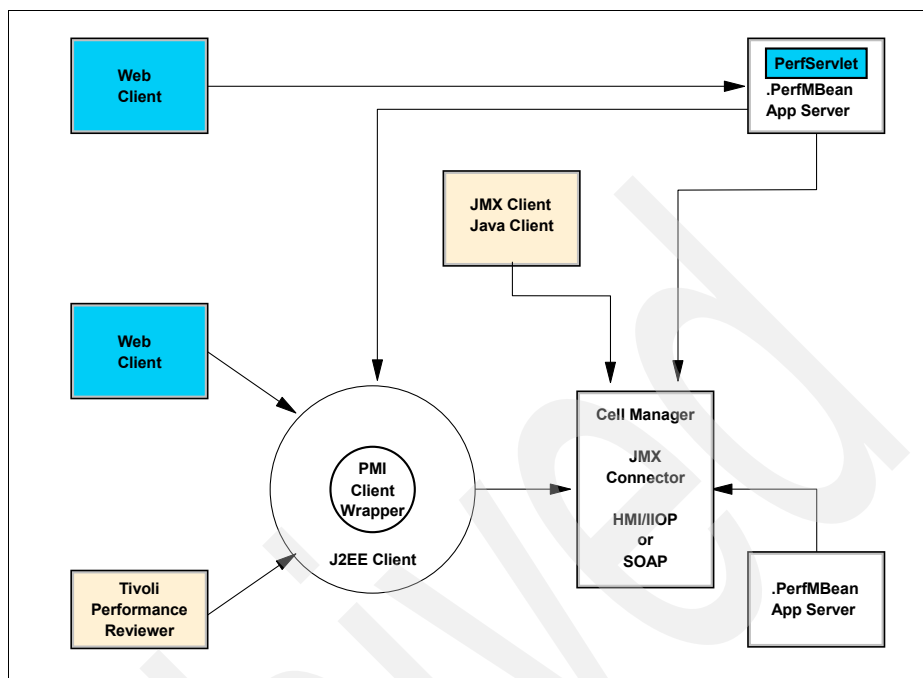 Web
Client
PerfServlet
.PerfMBean
App Server
JMX Client
Java Client
Web
Client
Cell Manager
JMX
Connector
HMI/IIOP
or
SOAP
PMI
Client
Wrapper
J2EE Client
Tivoli
Performance
Reviewer
.PerfMBean
App Server